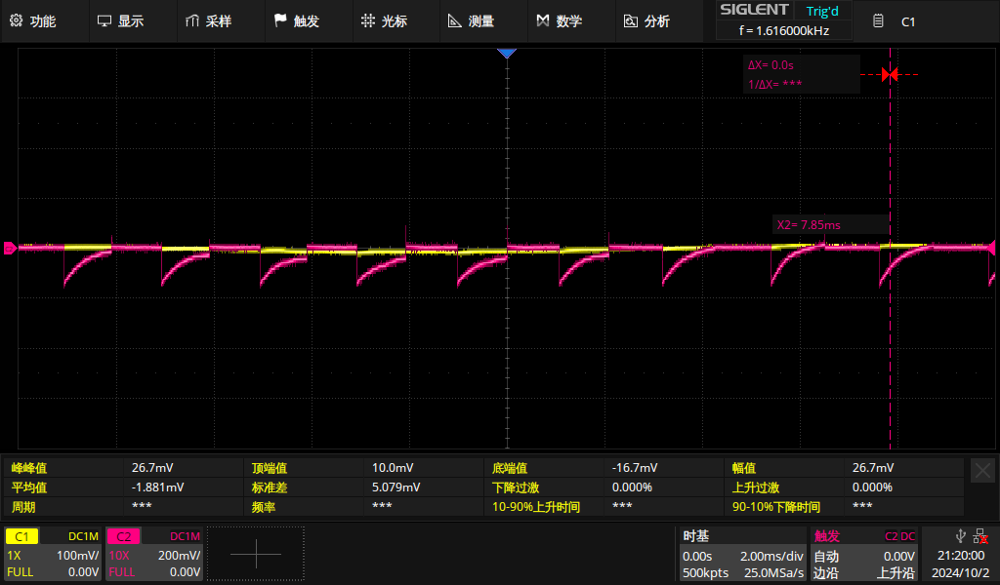 功能 显示 采样 触发 光标 测量 数学 分析 SIGLENT Trig'd C1
f = 1.616000kHz
ΔX= 0.0s
1/ΔX= ***
X2= 7.85ms
峰峰值 26.7mV 顶端值 10.0mV 底端值 -16.7mV 幅值 26.7mV
平均值 -1.881mV 标准差 5.079mV 下降过激 0.000% 上升过激 0.000%
周期 *** 频率 *** 10-90%上升时间 *** 90-10%下降时间 ***
C1 DC1M C2 DC1M 时基 触发 C2 DC
1X 100mV/ 10X 200mV/ 0.00s 2.00ms/div 自动 0.00V 21:20:00
FULL 0.00V FULL 0.00V 500kpts 25.0MSa/s 边沿 上升沿 2024/10/2